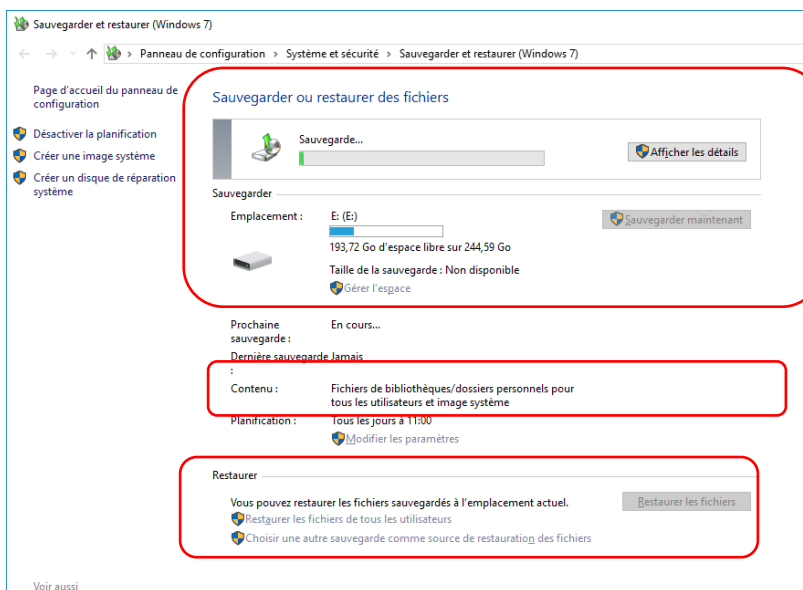 Sauvegarder et restaurer (Windows 7)
Panneau de configuration > Système et sécurité > Sauvegarder et restaurer (Windows 7)
Page d'accueil du panneau de
configuration
Désactiver la planification
Créer une image système
Créer un disque de réparation
système
Sauvegarder ou restaurer des fichiers
Sauvegarde...
Afficher les détails
Sauvegarder
Emplacement :
E: (E:)
Sauvegarder maintenant
193,72 Go d'espace libre sur 244,59 Go
Taille de la sauvegarde : Non disponible
Gérer l'espace
Prochaine
sauvegarde :
En cours...
Dernière sauvegarde
:
Jamais
Contenu :
Fichiers de bibliothèques/dossiers personnels pour
tous les utilisateurs et image système
Planification :
Tous les jours à 11:00
Modifier les paramètres
Restaurer
Vous pouvez restaurer les fichiers sauvegardés à l'emplacement actuel.
Restaurer les fichiers
Restaurer les fichiers de tous les utilisateurs
Choisir une autre sauvegarde comme source de restauration des fichiers
Voir aussi